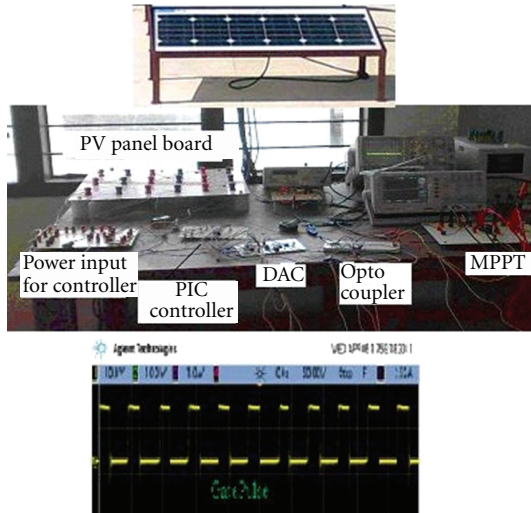 PV panel board
Power input
for controller
PIC
controller
DAC
Opto
coupler
MPPT
Agilent Technologies
Gate Pulse